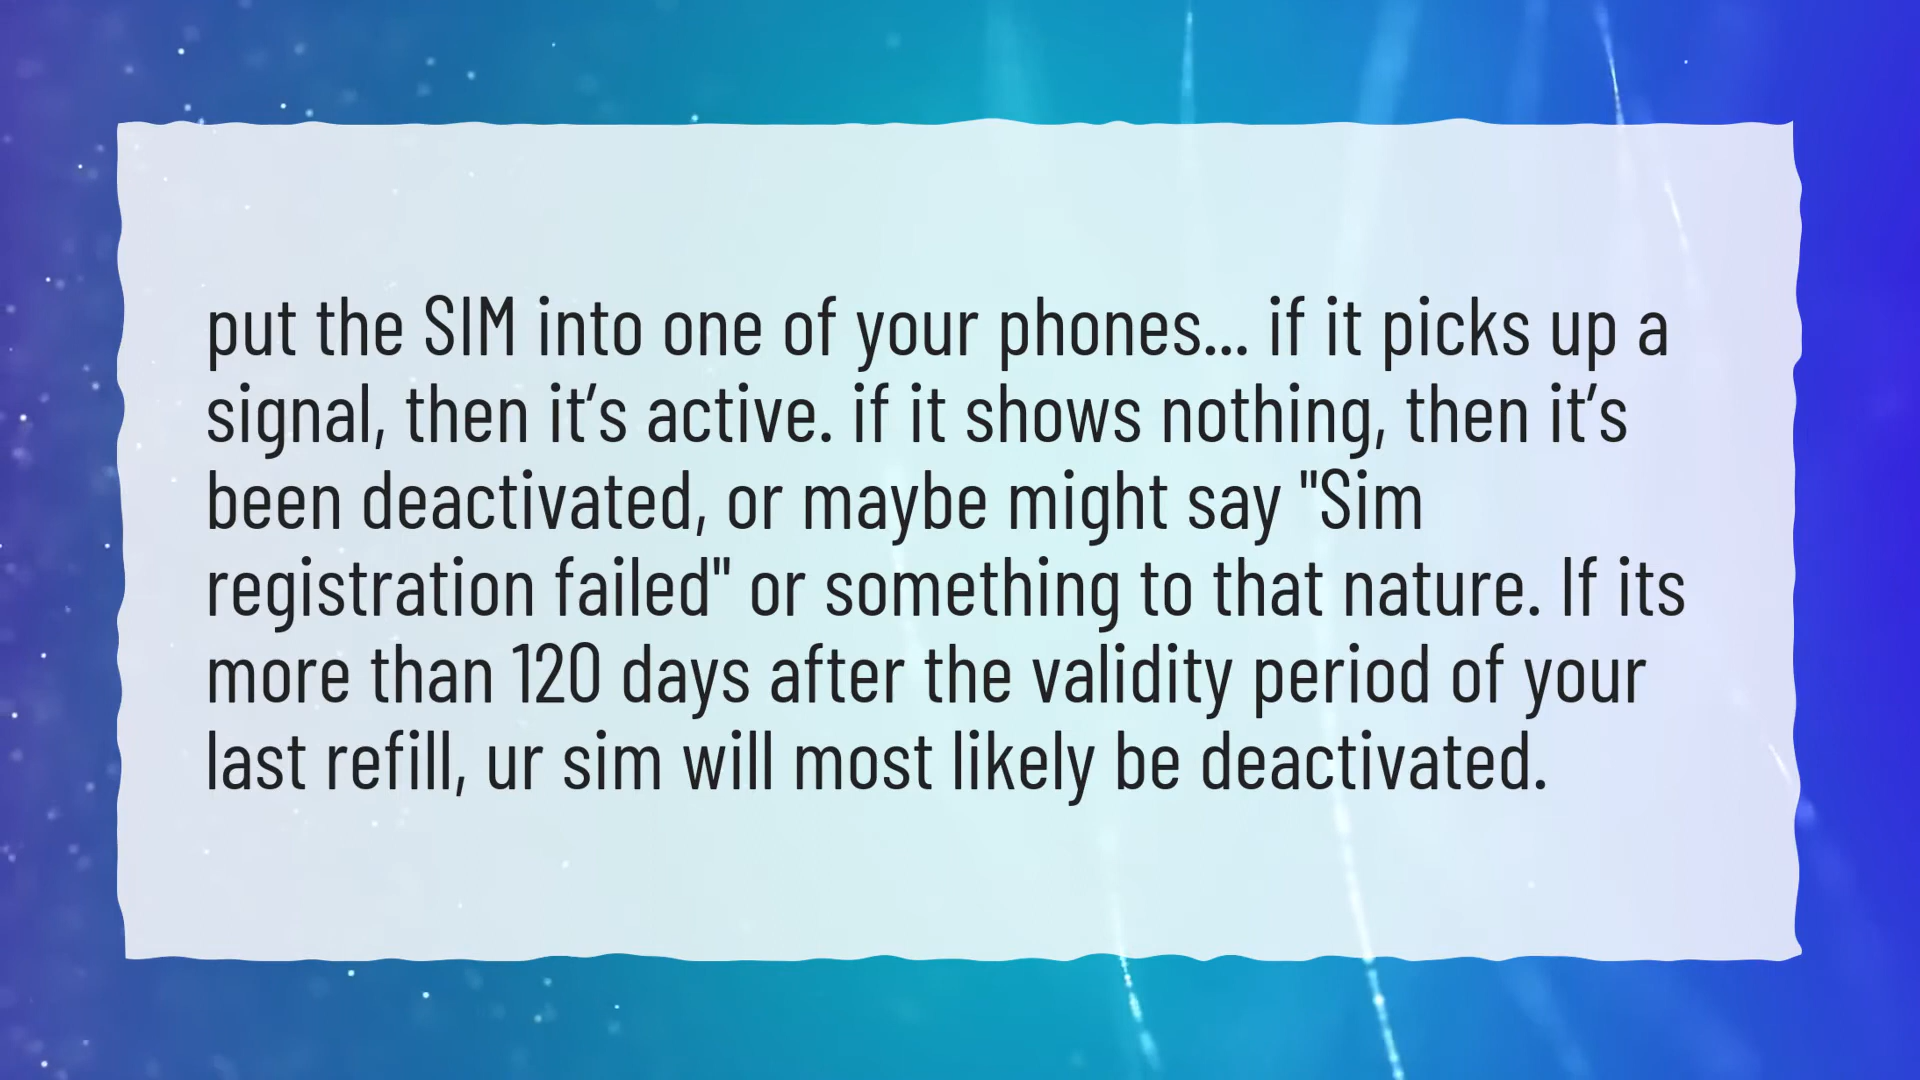 put the SIM into one of your phones... if it picks up a
signal, then it’s active. if it shows nothing, then it’s
been deactivated, or maybe might say "Sim
registration failed" or something to that nature. If its
more than 120 days after the validity period of your
last refill, ur sim will most likely be deactivated.